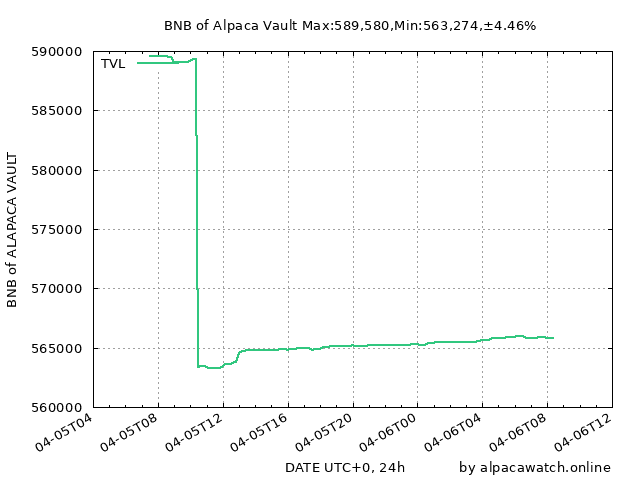 BNB of Alpaca Vault Max:589,580,Min:563,274,±4.46%
590000
TVL
585000
580000
575000
570000
565000
560000
BNB of ALAPACA VAULT
04-05T04
04-05T08
04-05T12
04-05T16
04-05T20
04-06T00
04-06T04
04-06T08
04-06T12
DATE UTC+0, 24h
by alpacawatch.online